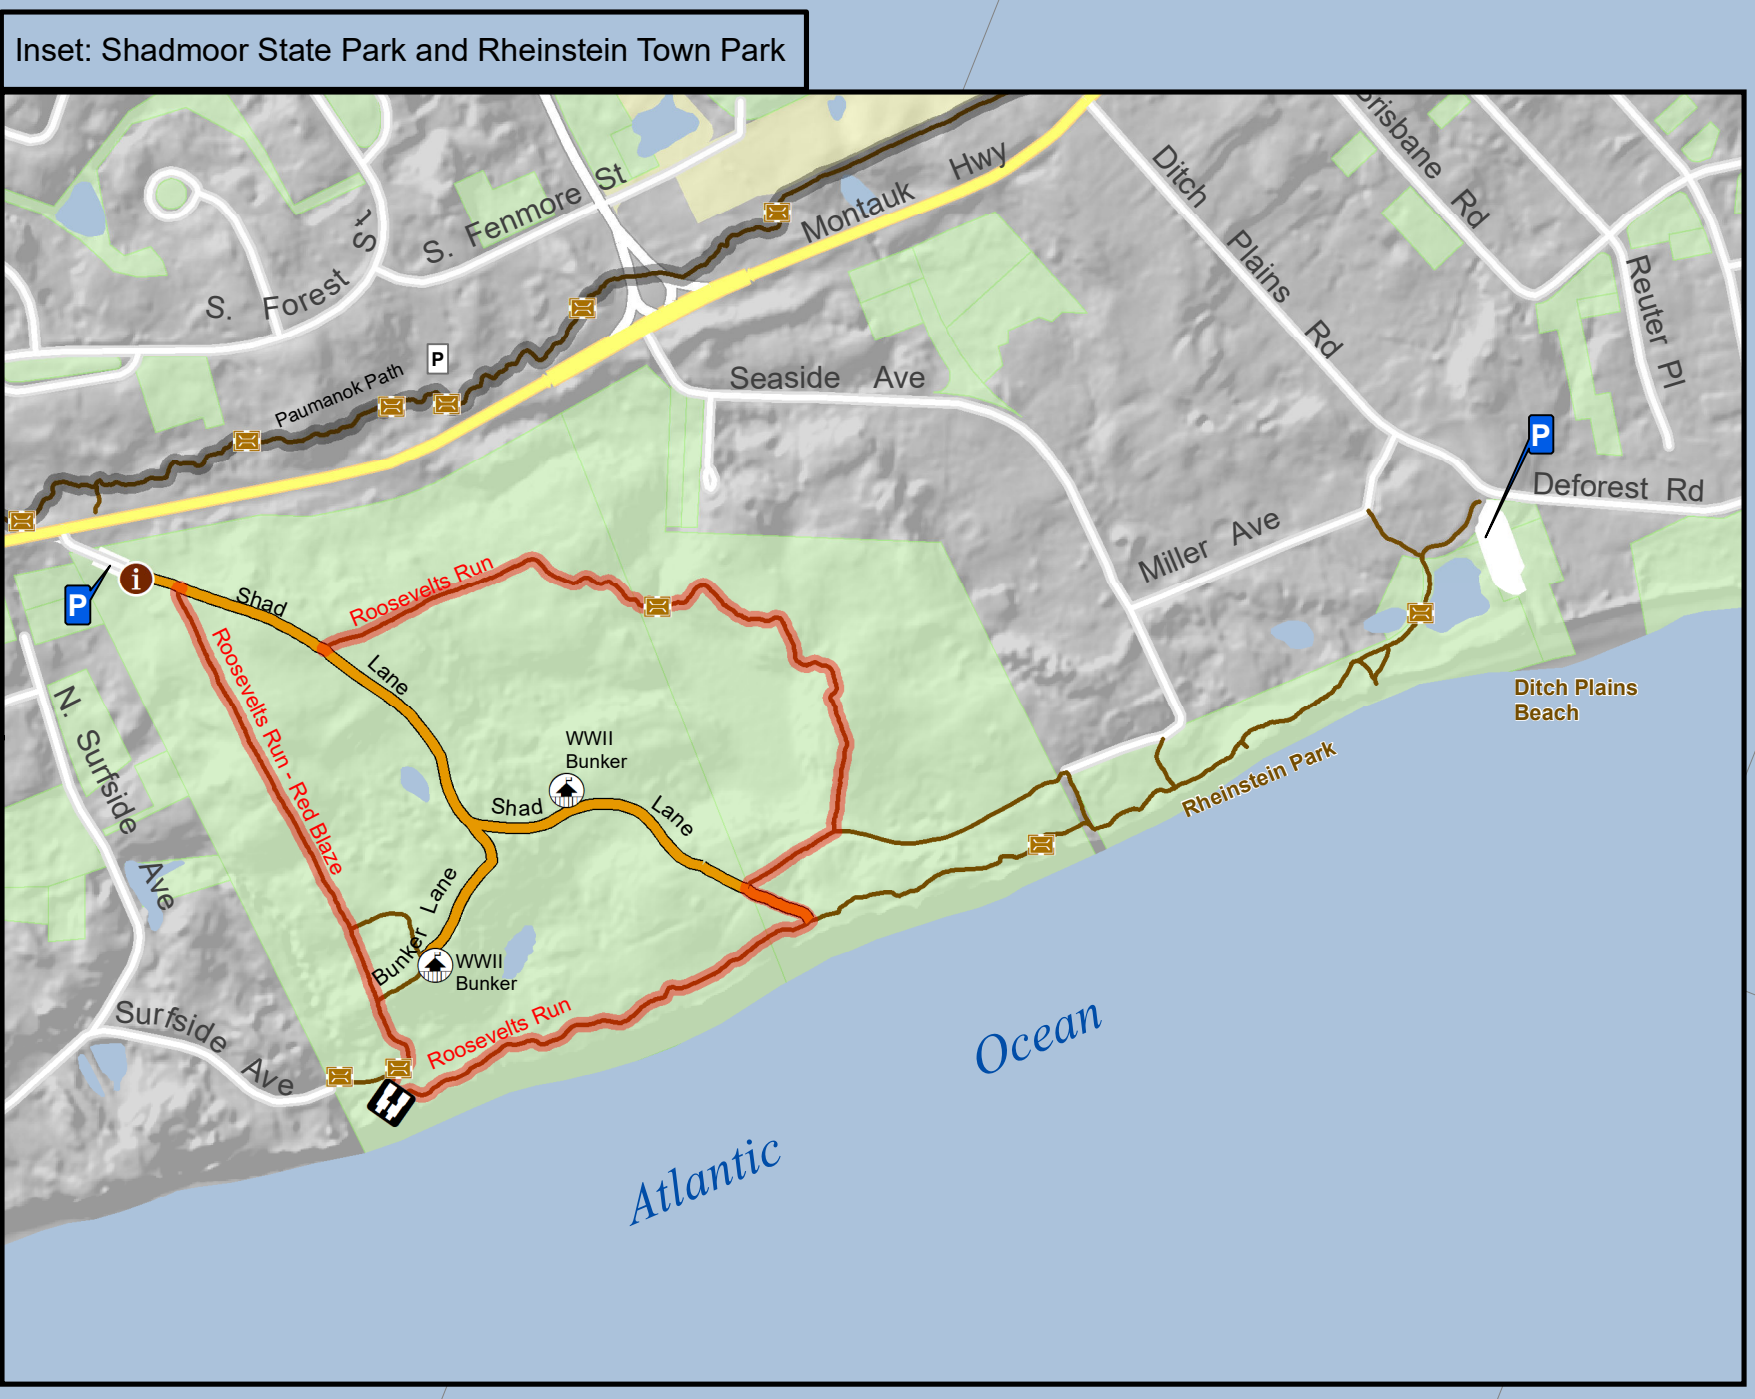 Inset: Shadmoor State Park and Rheinstein Town Park
Brisbane Rd
Hwy
Montauk
Ditch Plains Rd
S. Fenmore St
S. Forest St
Reuter Pl
P
Paumanok Path
Seaside Ave
P
Deforest Rd
Miller Ave
i
P
Roosevelts Run
Shad Lane
Roosevelts Run - Red Blaze
N. Surfside Ave
Ditch Plains
Beach
WWII
Bunker
Rheinstein Park
Shad Lane
Bunker Lane
WWII
Bunker
Roosevelts Run
Surfside Ave
Atlantic Ocean